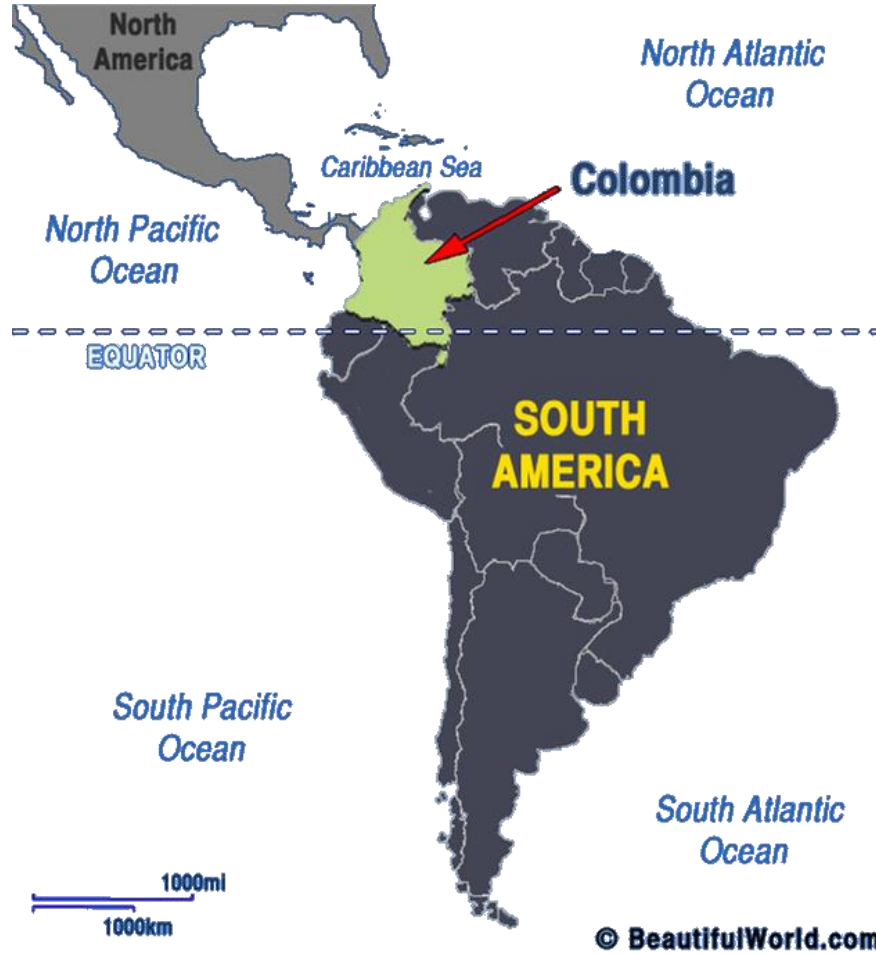 North
America
North Atlantic
Ocean
Caribbean Sea
Colombia
North Pacific
Ocean
EQUATOR
SOUTH
AMERICA
South Pacific
Ocean
South Atlantic
Ocean
1000mi
1000km
© BeautifulWorld.com